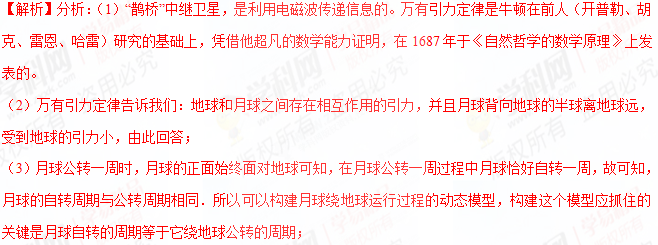 【解析】分析：（1）“鹊桥”中继卫星，是利用电磁波传递信息的。万有引力定律是牛顿在前人（开普勒、胡
克、雷恩、哈雷）研究的基础上，凭借他超凡的数学能力证明，在 1687 年于《自然哲学的数学原理》上发
表的。
（2）万有引力定律告诉我们：地球和月球之间存在相互作用的引力，并且月球背向地球的半球离地球远，
受到地球的引力小，由此回答；
（3）月球公转一周时，月球的正面始终面对地球可知，在月球公转一周过程中月球恰好自转一周，故可知，
月球的自转周期与公转周期相同．所以可以构建月球绕地球运行过程的动态模型，构建这个模型应抓住的
关键是月球自转的周期等于它绕地球公转的周期；